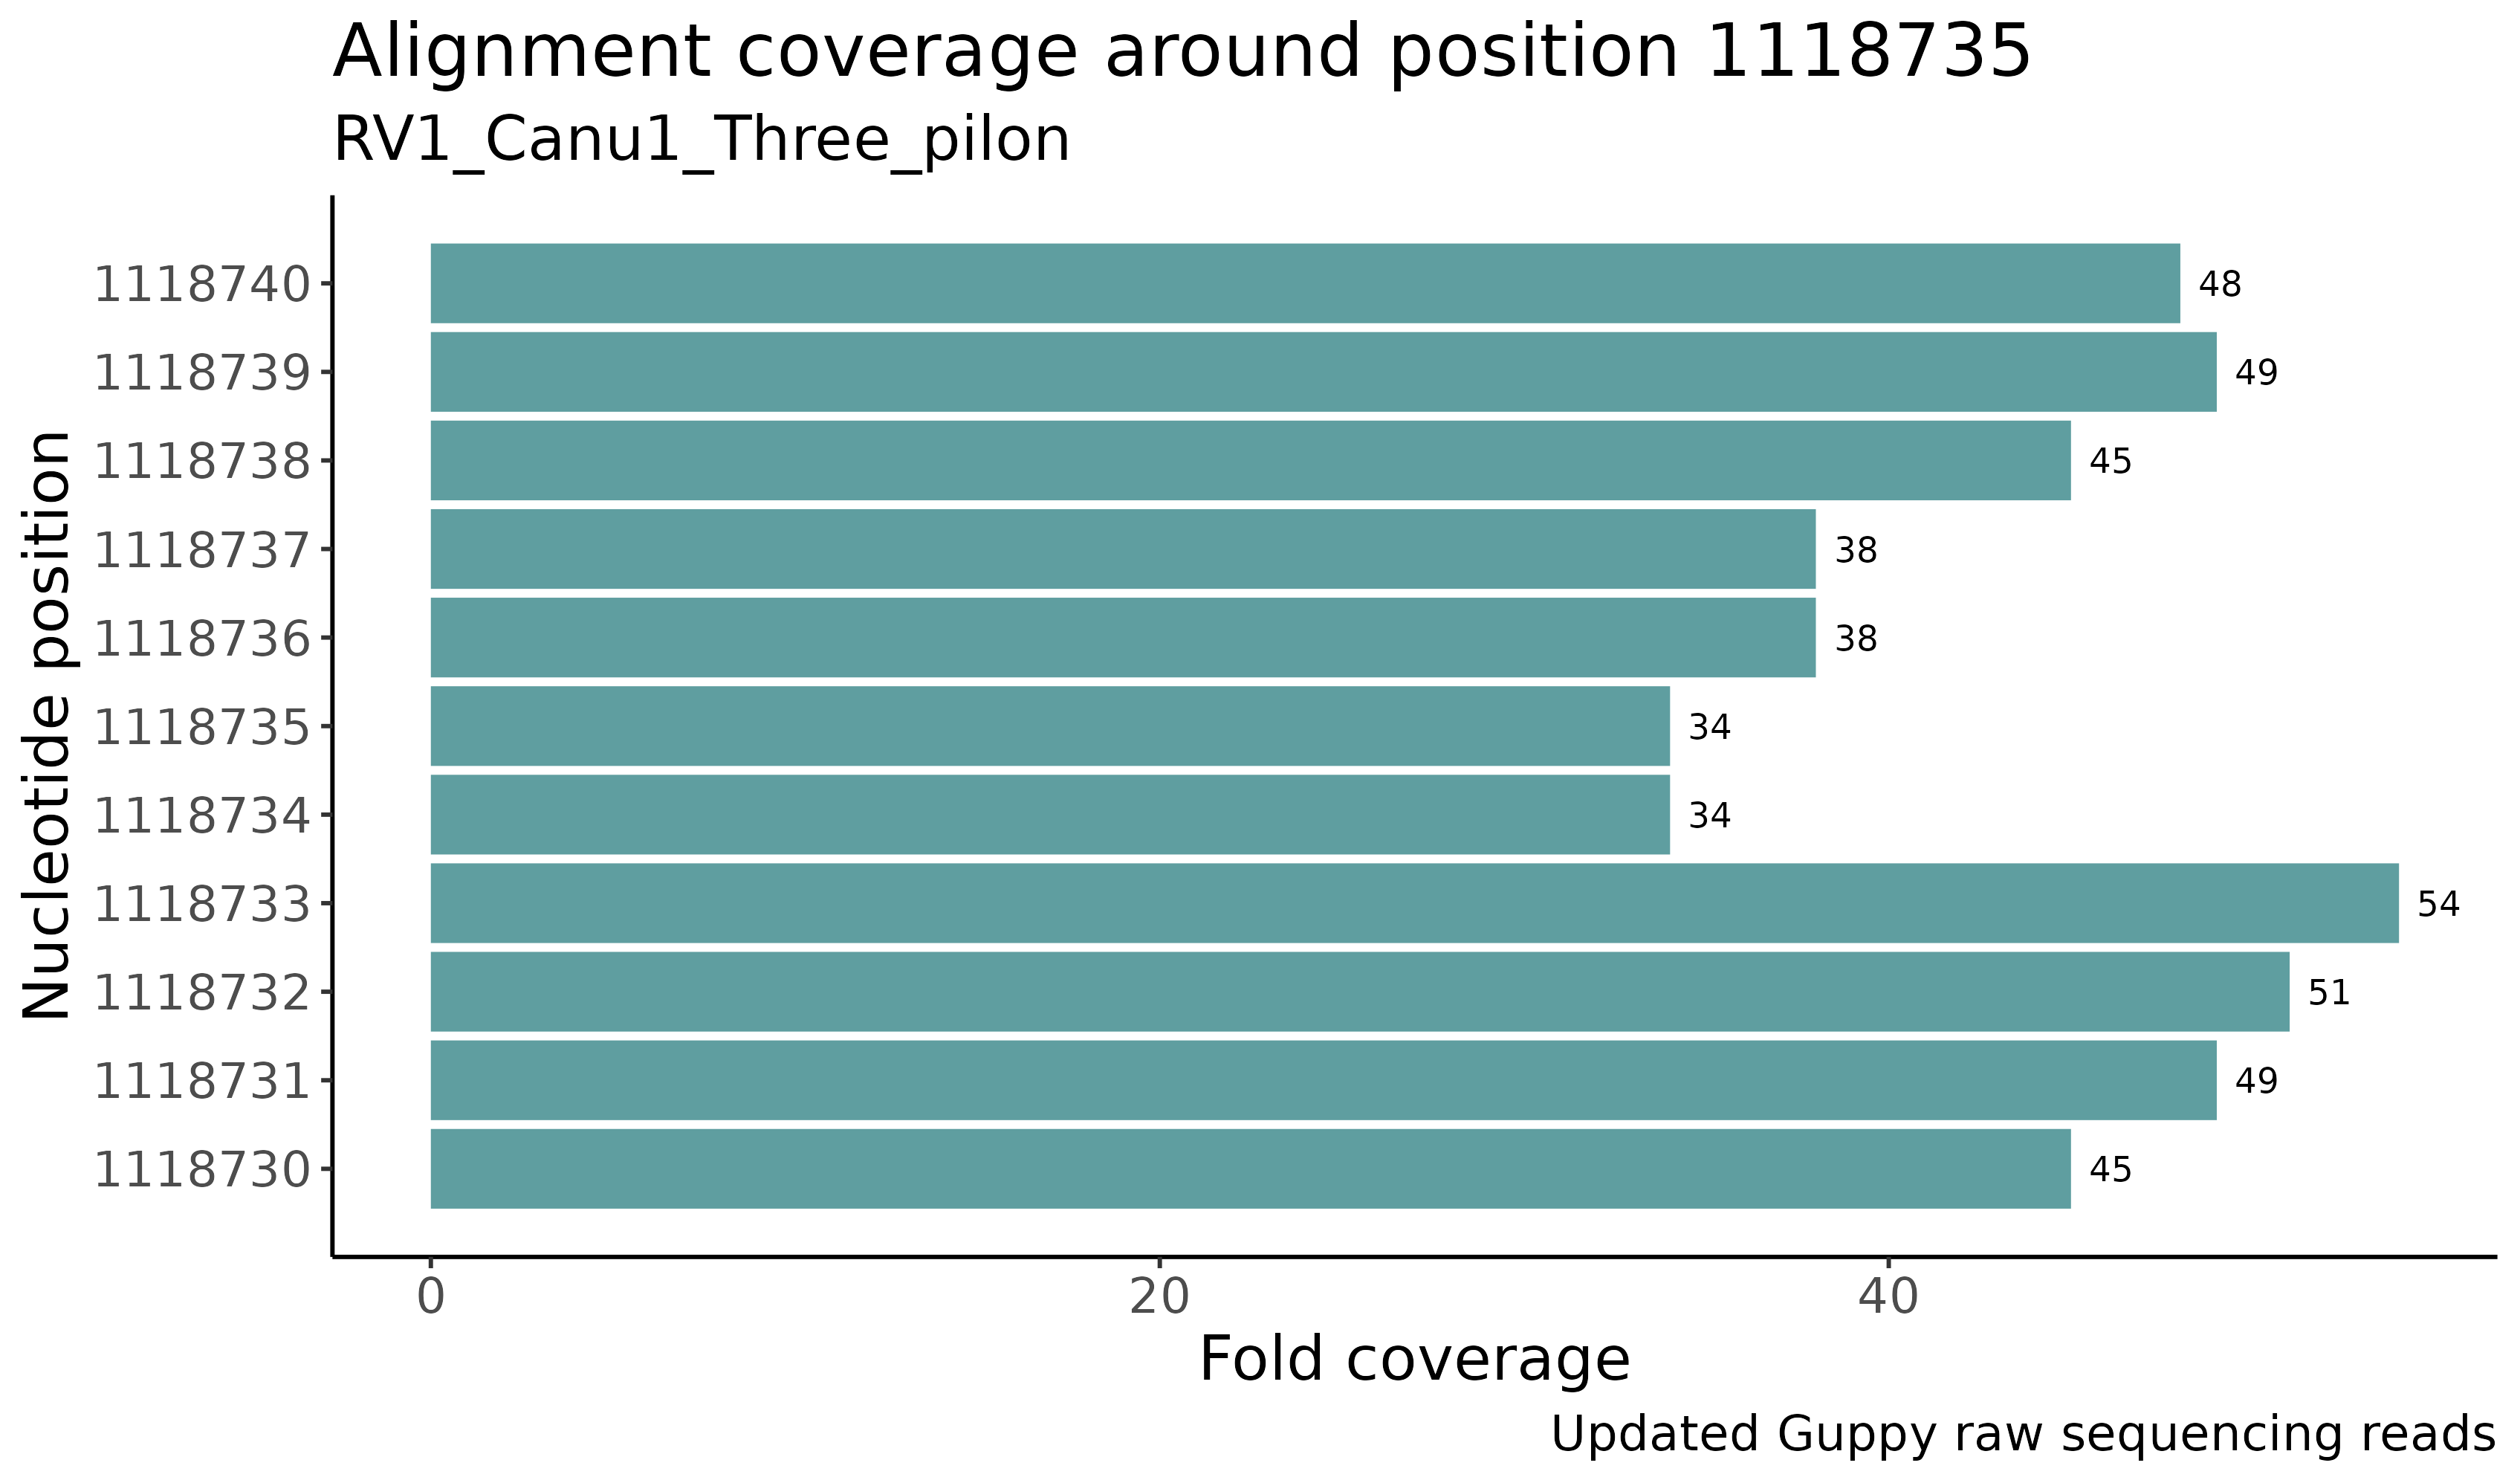 Alignment coverage around position 1118735
RV1_Canu1_Three_pilon
Nucleotide position
1118740 48
1118739 49
1118738 45
1118737 38
1118736 38
1118735 34
1118734 34
1118733 54
1118732 51
1118731 49
1118730 45
0 20 40
Fold coverage
Updated Guppy raw sequencing reads